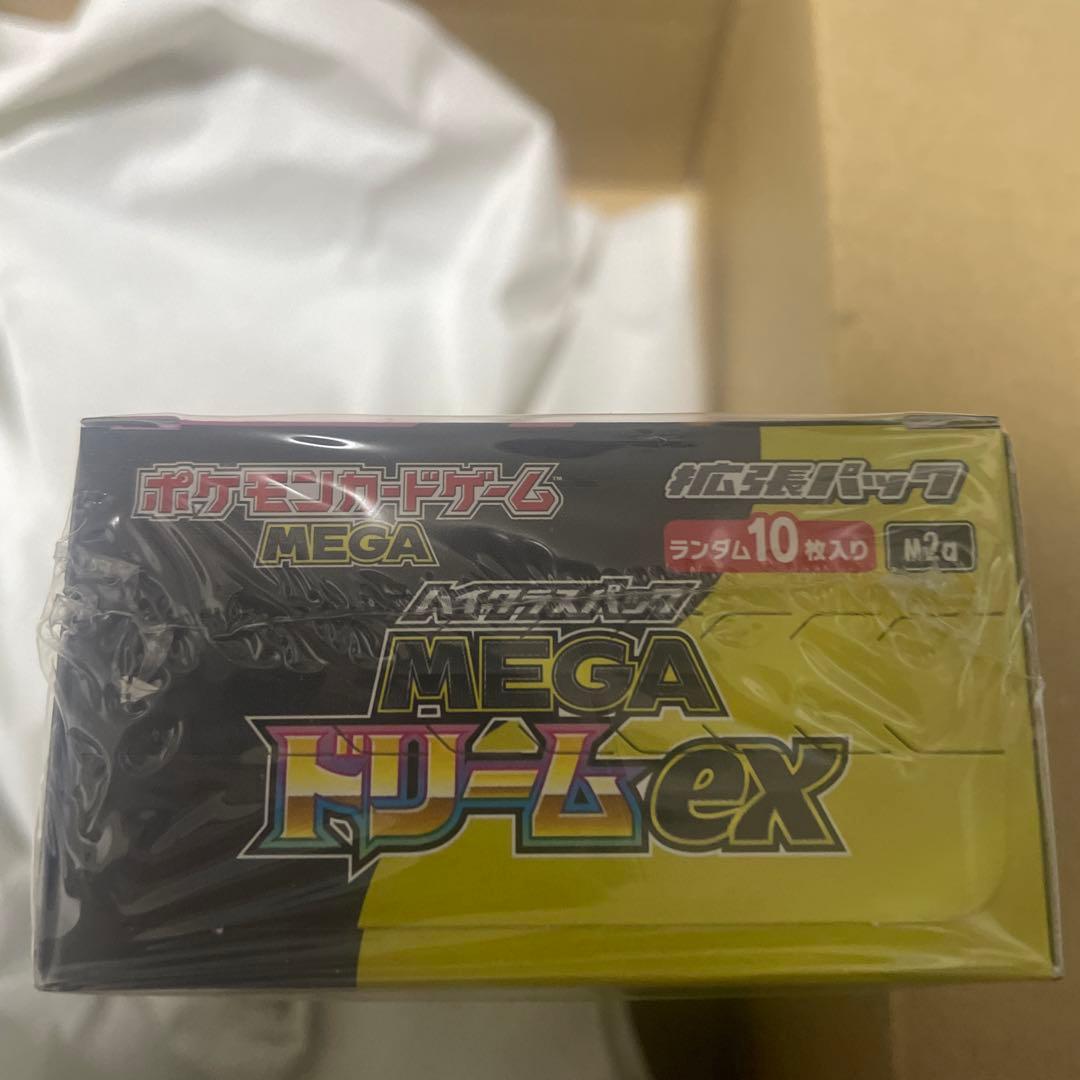 ポケモンカードゲーム™
MEGA
拡張パック
ランダム10枚入り
M2a
ハイクラスパック
MEGA
ドリームex